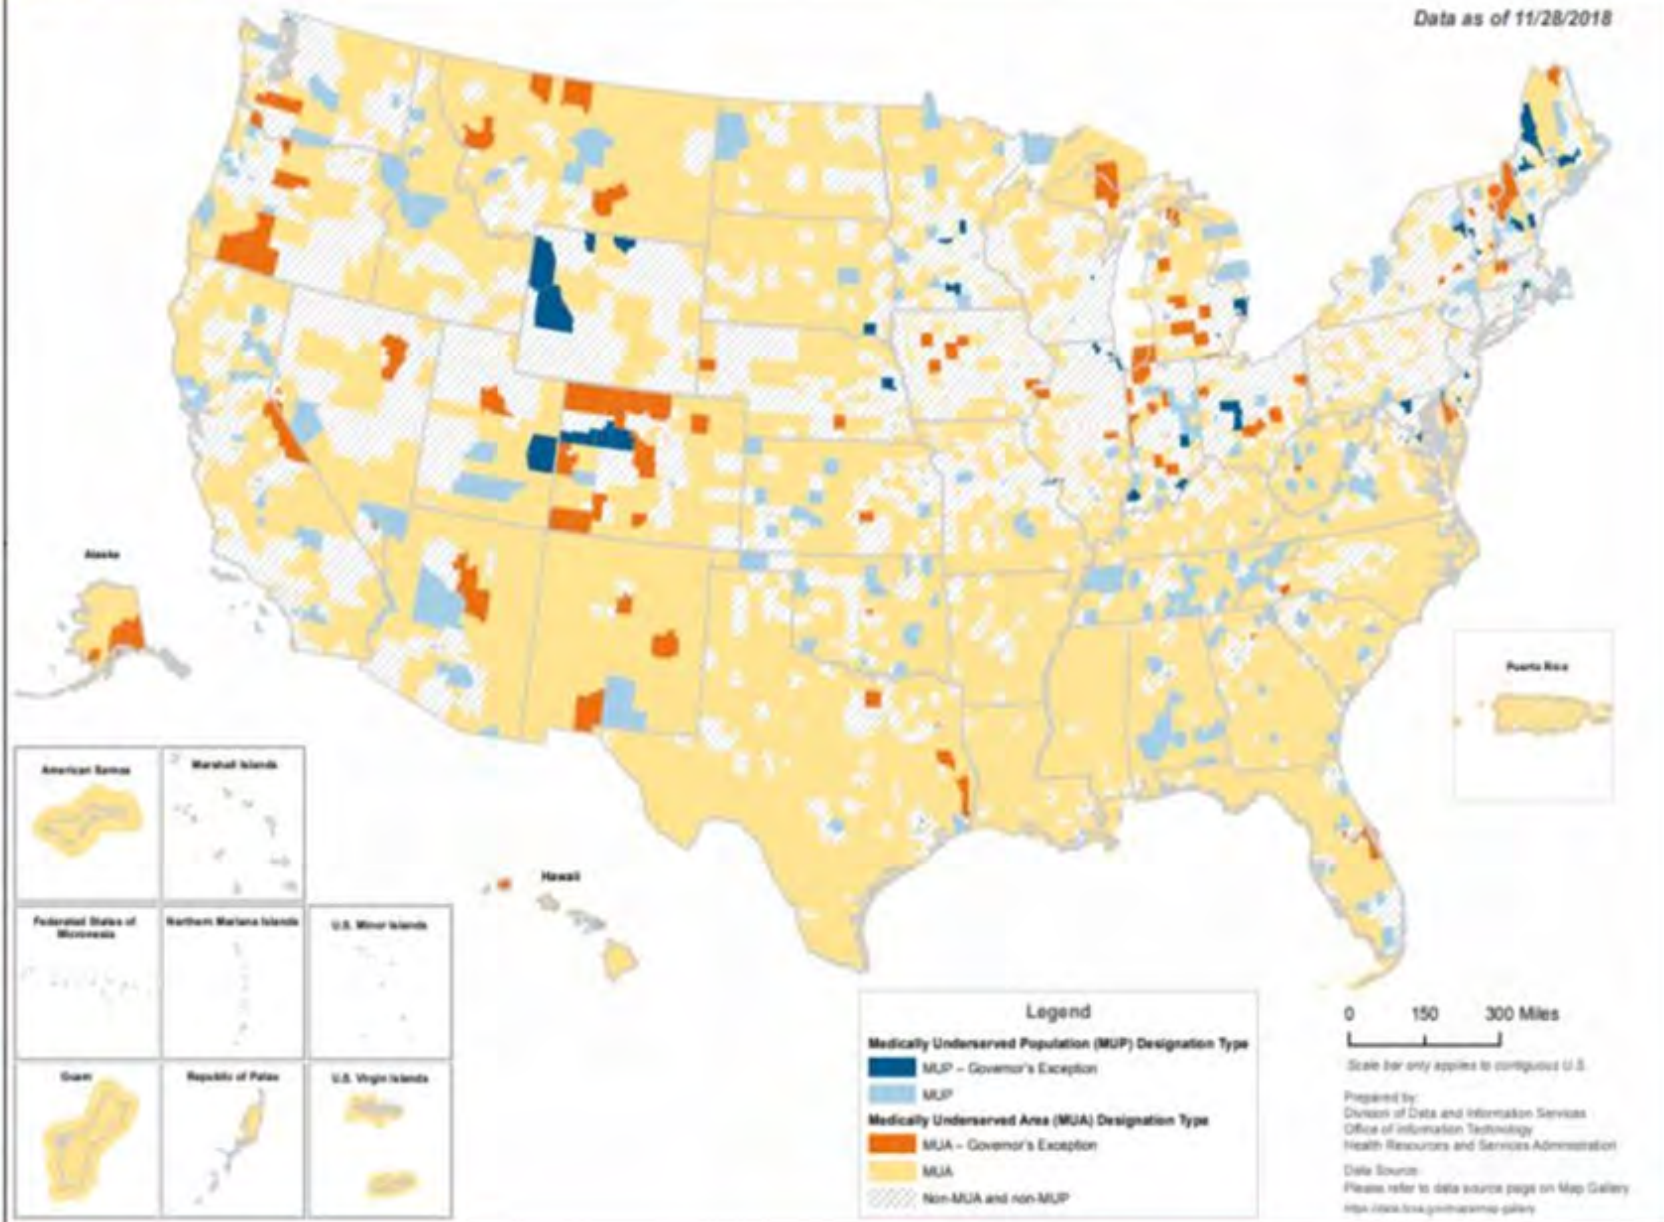 Data as of 11/28/2018
Alaska
Puerto Rico
American Samoa
Marshall Islands
Hawaii
Federated States of
Micronesia
Northern Mariana Islands
U.S. Minor Islands
Guam
Republic of Palau
U.S. Virgin Islands
Legend
Medically Underserved Population (MUP) Designation Type
MUP – Governor's Exception
MUP
Medically Underserved Area (MUA) Designation Type
MUA – Governor's Exception
MUA
Non-MUA and non-MUP
0 150 300 Miles
Scale bar only applies to contiguous U.S.
Prepared by:
Division of Data and Information Services
Office of Information Technology
Health Resources and Services Administration
Data Source:
Please refer to data source page on Map Gallery